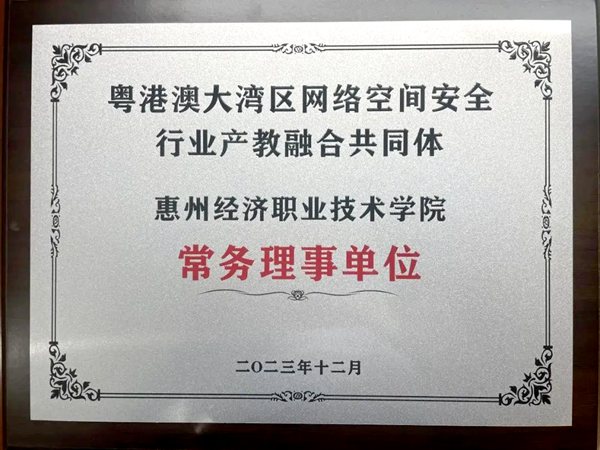 粤港澳大湾区网络空间安全
行业产教融合共同体
惠州经济职业技术学院
常务理事单位
二〇二三年十二月